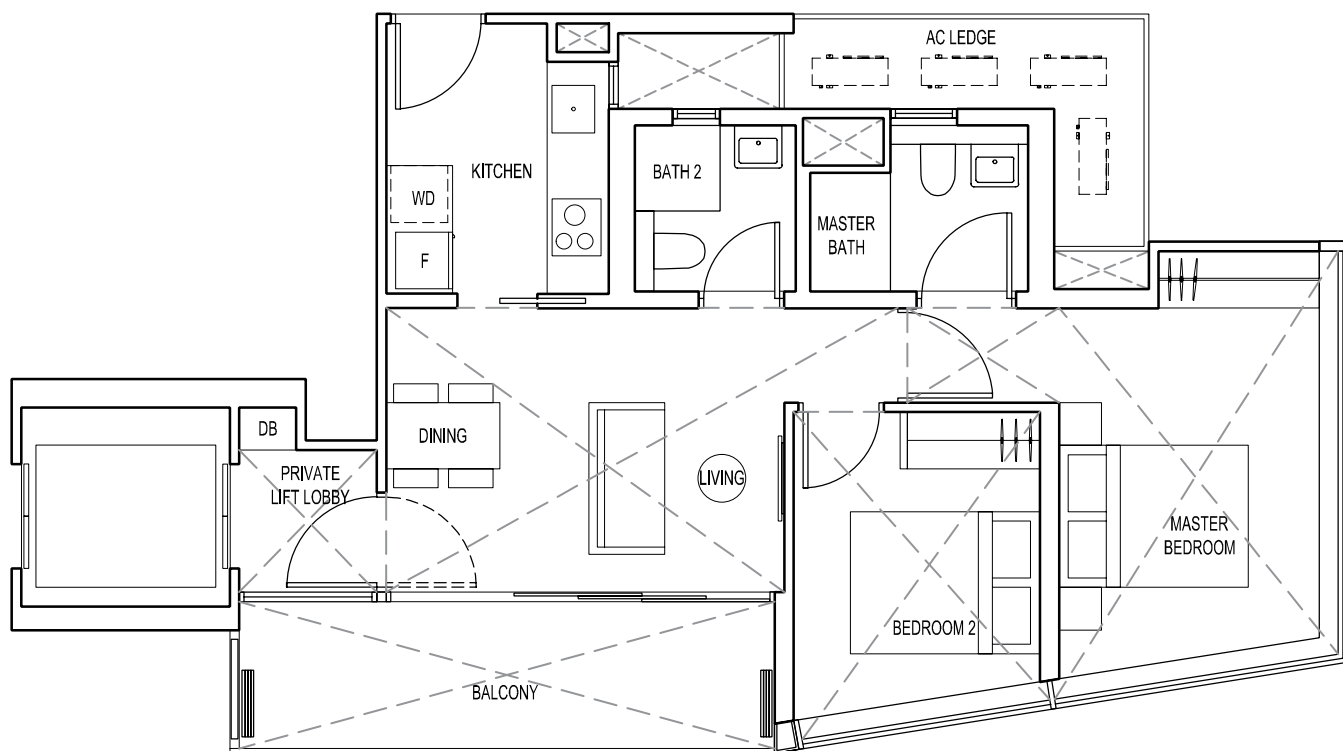 AC LEDGE
KITCHEN
BATH 2
WD
MASTER
BATH
F
DB
DINING
PRIVATE
LIFT LOBBY
LIVING
MASTER
BEDROOM
BEDROOM 2
BALCONY